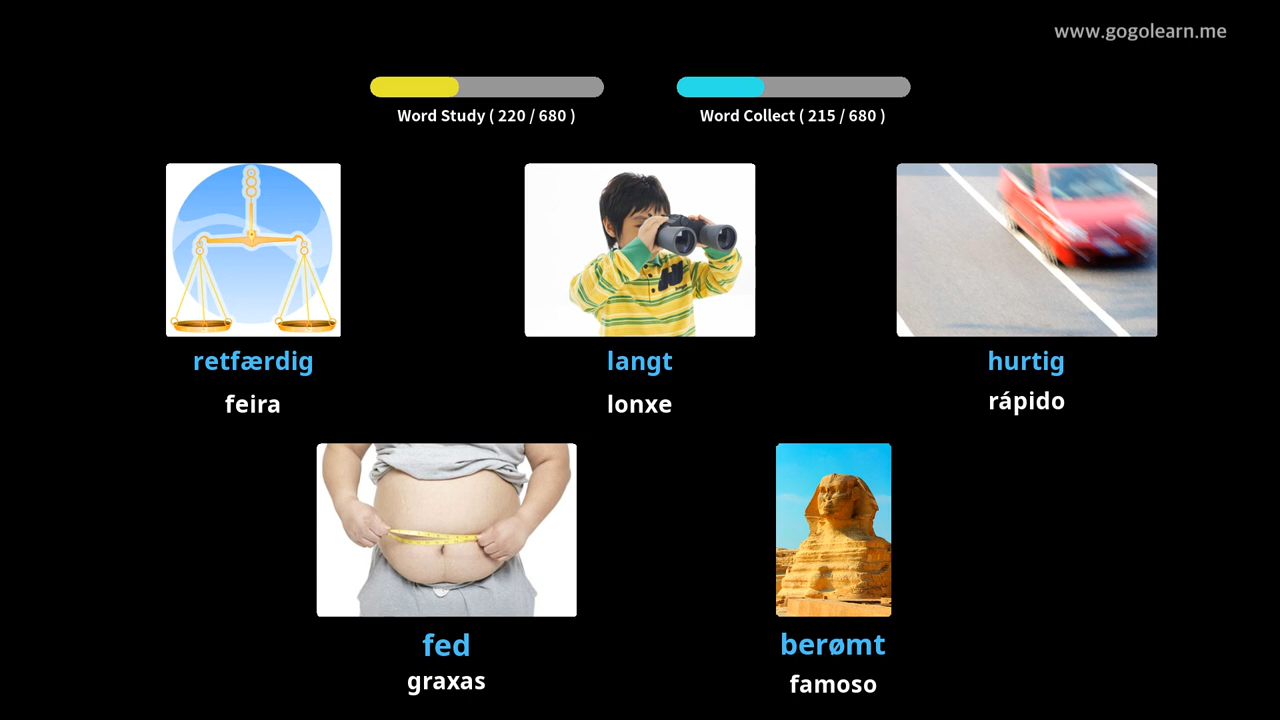 www.gogolearn.me
Word Study ( 220 / 680 )
Word Collect ( 215 / 680 )
retfærdig
langt
hurtig
feira
lonxe
rápido
fed
berømt
graxas
famoso